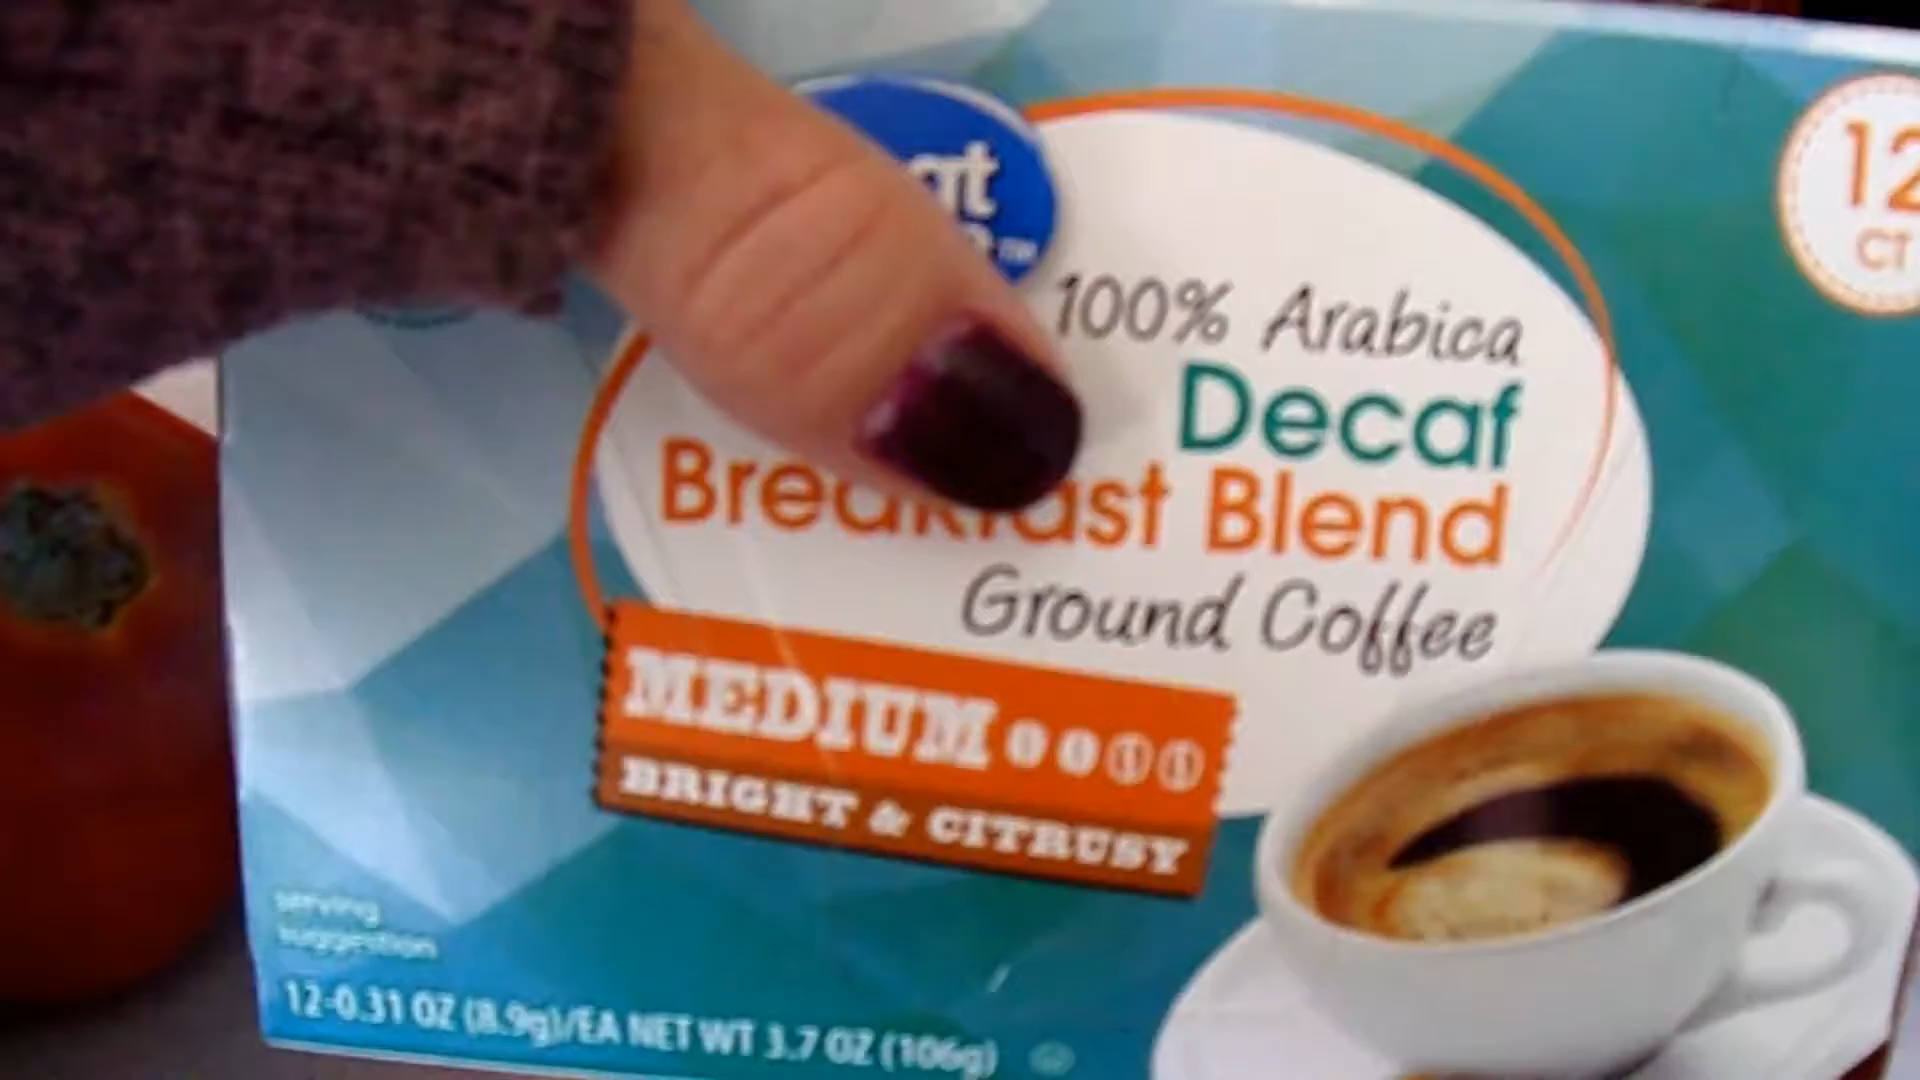 12
CT
100% Arabica
Decaf
Breakfast Blend
Ground Coffee
MEDIUM
BRIGHT & CITRUSY
serving
suggestion
12-0.31 OZ (8.9g)/EA NET WT 3.7 OZ (106g)